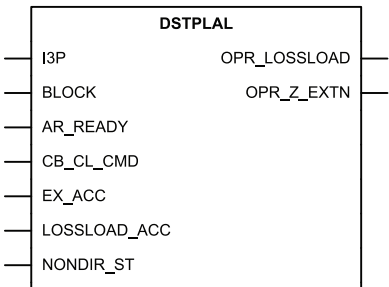 DSTPLAL
I3P OPR_LOSSLOAD
BLOCK OPR_Z_EXTN
AR_READY
CB_CL_CMD
EX_ACC
LOSSLOAD_ACC
NONDIR_ST